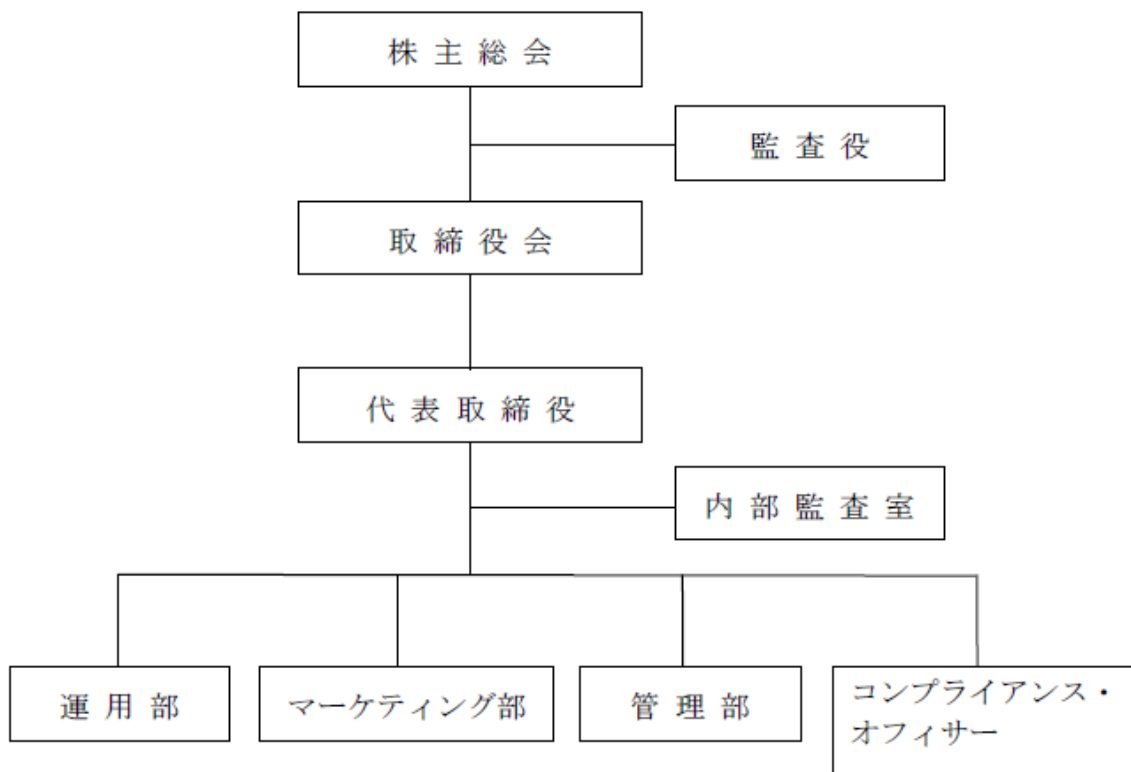 株主総会
監査役
取締役会
代表取締役
内部監査室
運用部
マーケティング部
管理部
コンプライアンス・
オフィサー